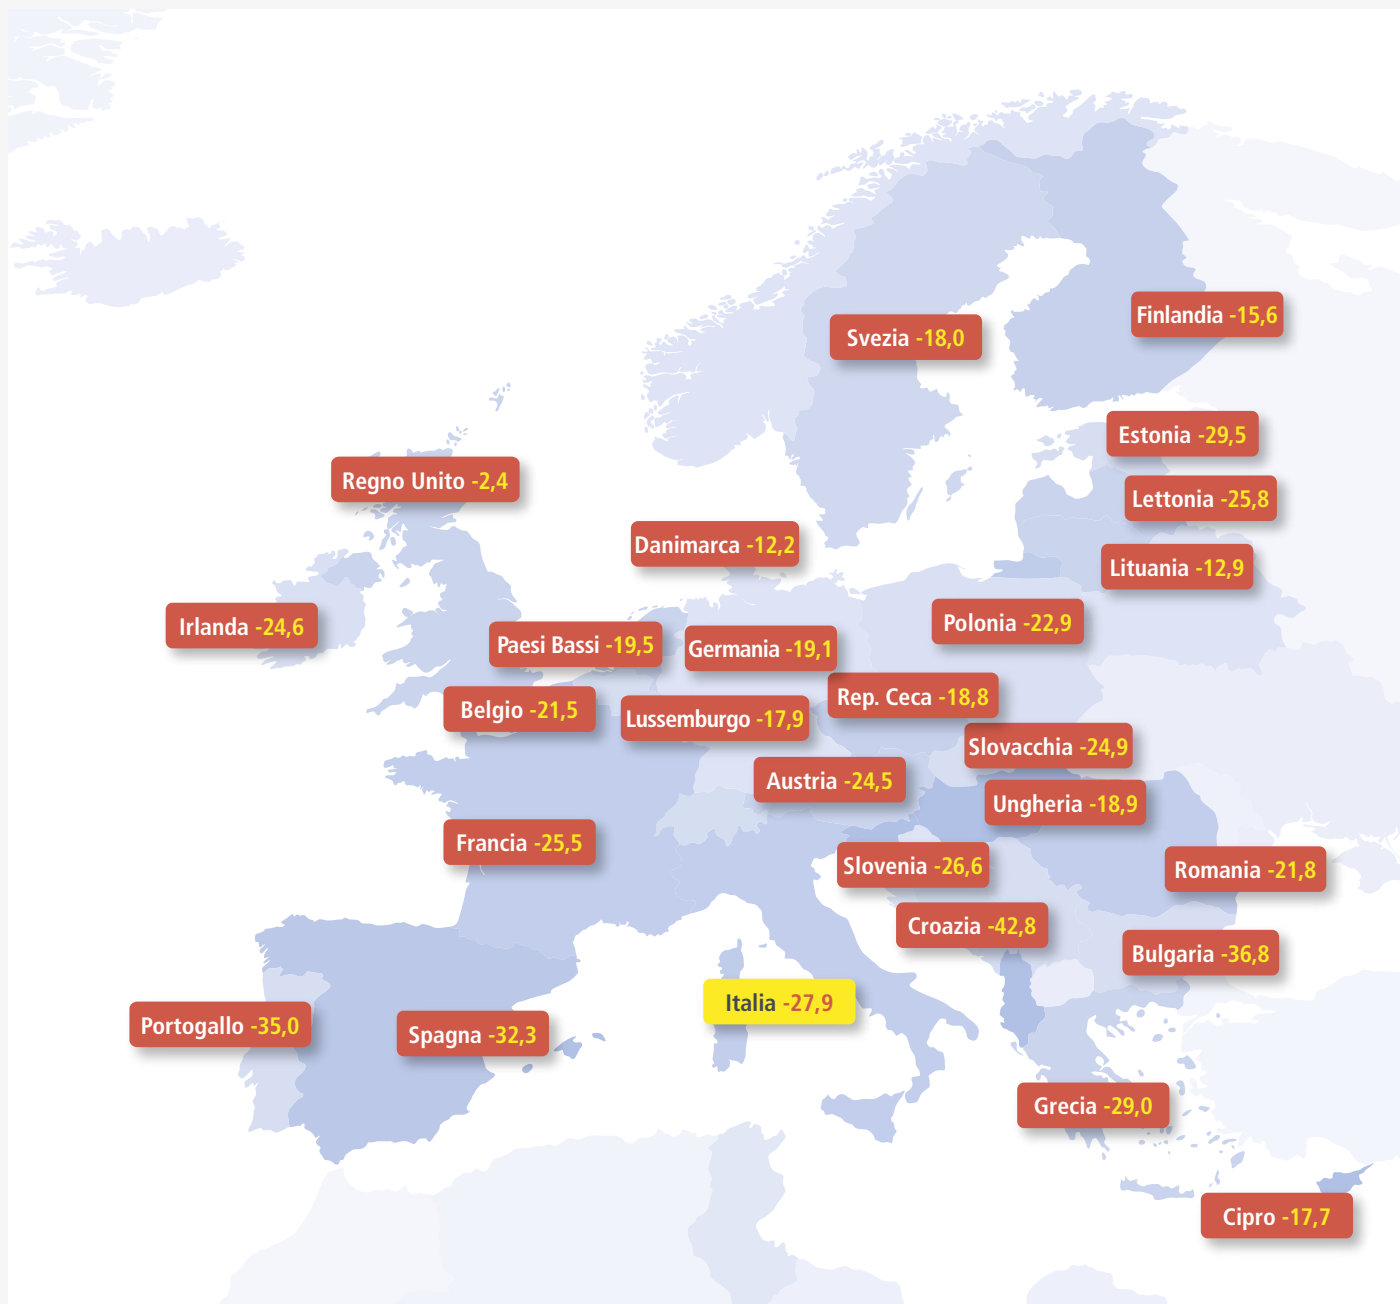 Finlandia -15,6
Svezia -18,0
Estonia -29,5
Regno Unito -2,4
Lettonia -25,8
Danimarca -12,2
Lituania -12,9
Irlanda -24,6
Polonia -22,9
Paesi Bassi -19,5
Germania -19,1
Rep. Ceca -18,8
Belgio -21,5
Lussemburgo -17,9
Slovacchia -24,9
Austria -24,5
Ungheria -18,9
Francia -25,5
Slovenia -26,6
Romania -21,8
Croazia -42,8
Bulgaria -36,8
Italia -27,9
Portogallo -35,0
Spagna -32,3
Grecia -29,0
Cipro -17,7